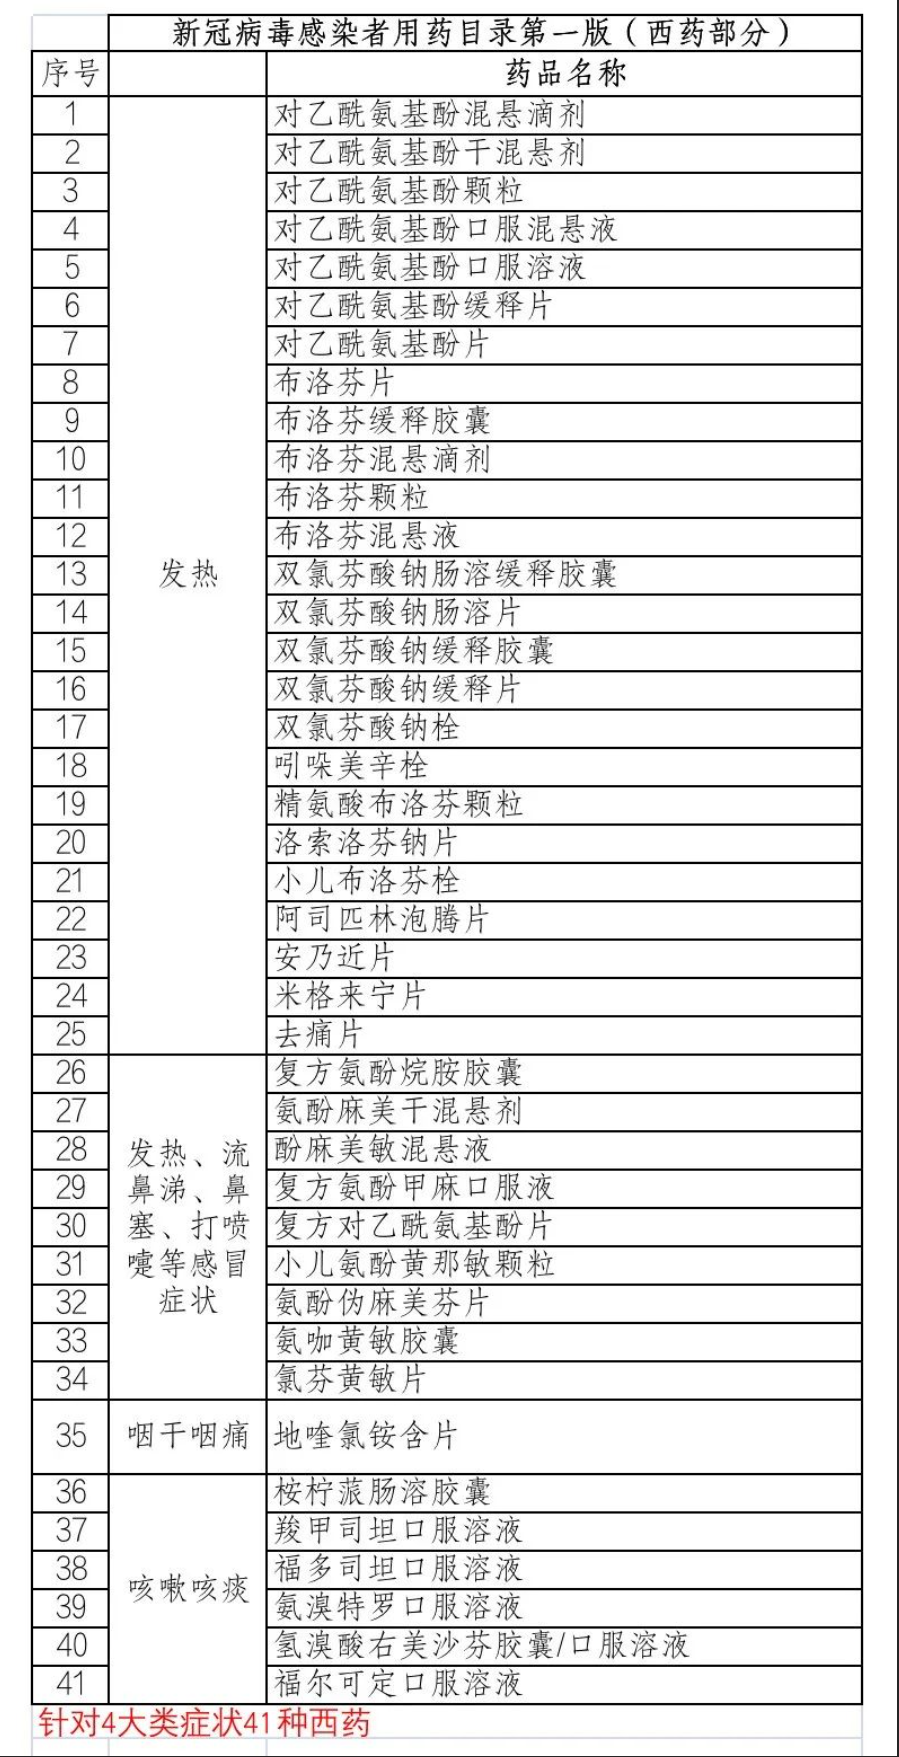 新冠病毒感染者用药目录第一版（西药部分）
序号 药品名称
1 对乙酰氨基酚混悬滴剂
2 对乙酰氨基酚干混悬剂
3 对乙酰氨基酚颗粒
4 对乙酰氨基酚口服混悬液
5 对乙酰氨基酚口服溶液
6 对乙酰氨基酚缓释片
7 对乙酰氨基酚片
8 布洛芬片
9 布洛芬缓释胶囊
10 布洛芬混悬滴剂
11 布洛芬颗粒
12 布洛芬混悬液
13 发热 双氯芬酸钠肠溶缓释胶囊
14 双氯芬酸钠肠溶片
15 双氯芬酸钠缓释胶囊
16 双氯芬酸钠缓释片
17 双氯芬酸钠栓
18 吲哚美辛栓
19 精氨酸布洛芬颗粒
20 洛索洛芬钠片
21 小儿布洛芬栓
22 阿司匹林泡腾片
23 安乃近片
24 米格来宁片
25 去痛片
26 复方氨酚烷胺胶囊
27 氨酚麻美干混悬剂
28 发热、流 酚麻美敏混悬液
29 鼻涕、鼻 复方氨酚甲麻口服液
30 塞、打喷 复方对乙酰氨基酚片
31 嚏等感冒 小儿氨酚黄那敏颗粒
32 症状 氨酚伪麻美芬片
33 氨咖黄敏胶囊
34 氯芬黄敏片
35 咽干咽痛 地喹氯铵含片
36 桉柠蒎肠溶胶囊
37 羧甲司坦口服溶液
38 福多司坦口服溶液
39 咳嗽咳痰 氨溴特罗口服溶液
40 氢溴酸右美沙芬胶囊/口服溶液
41 福尔可定口服溶液
针对4大类症状41种西药